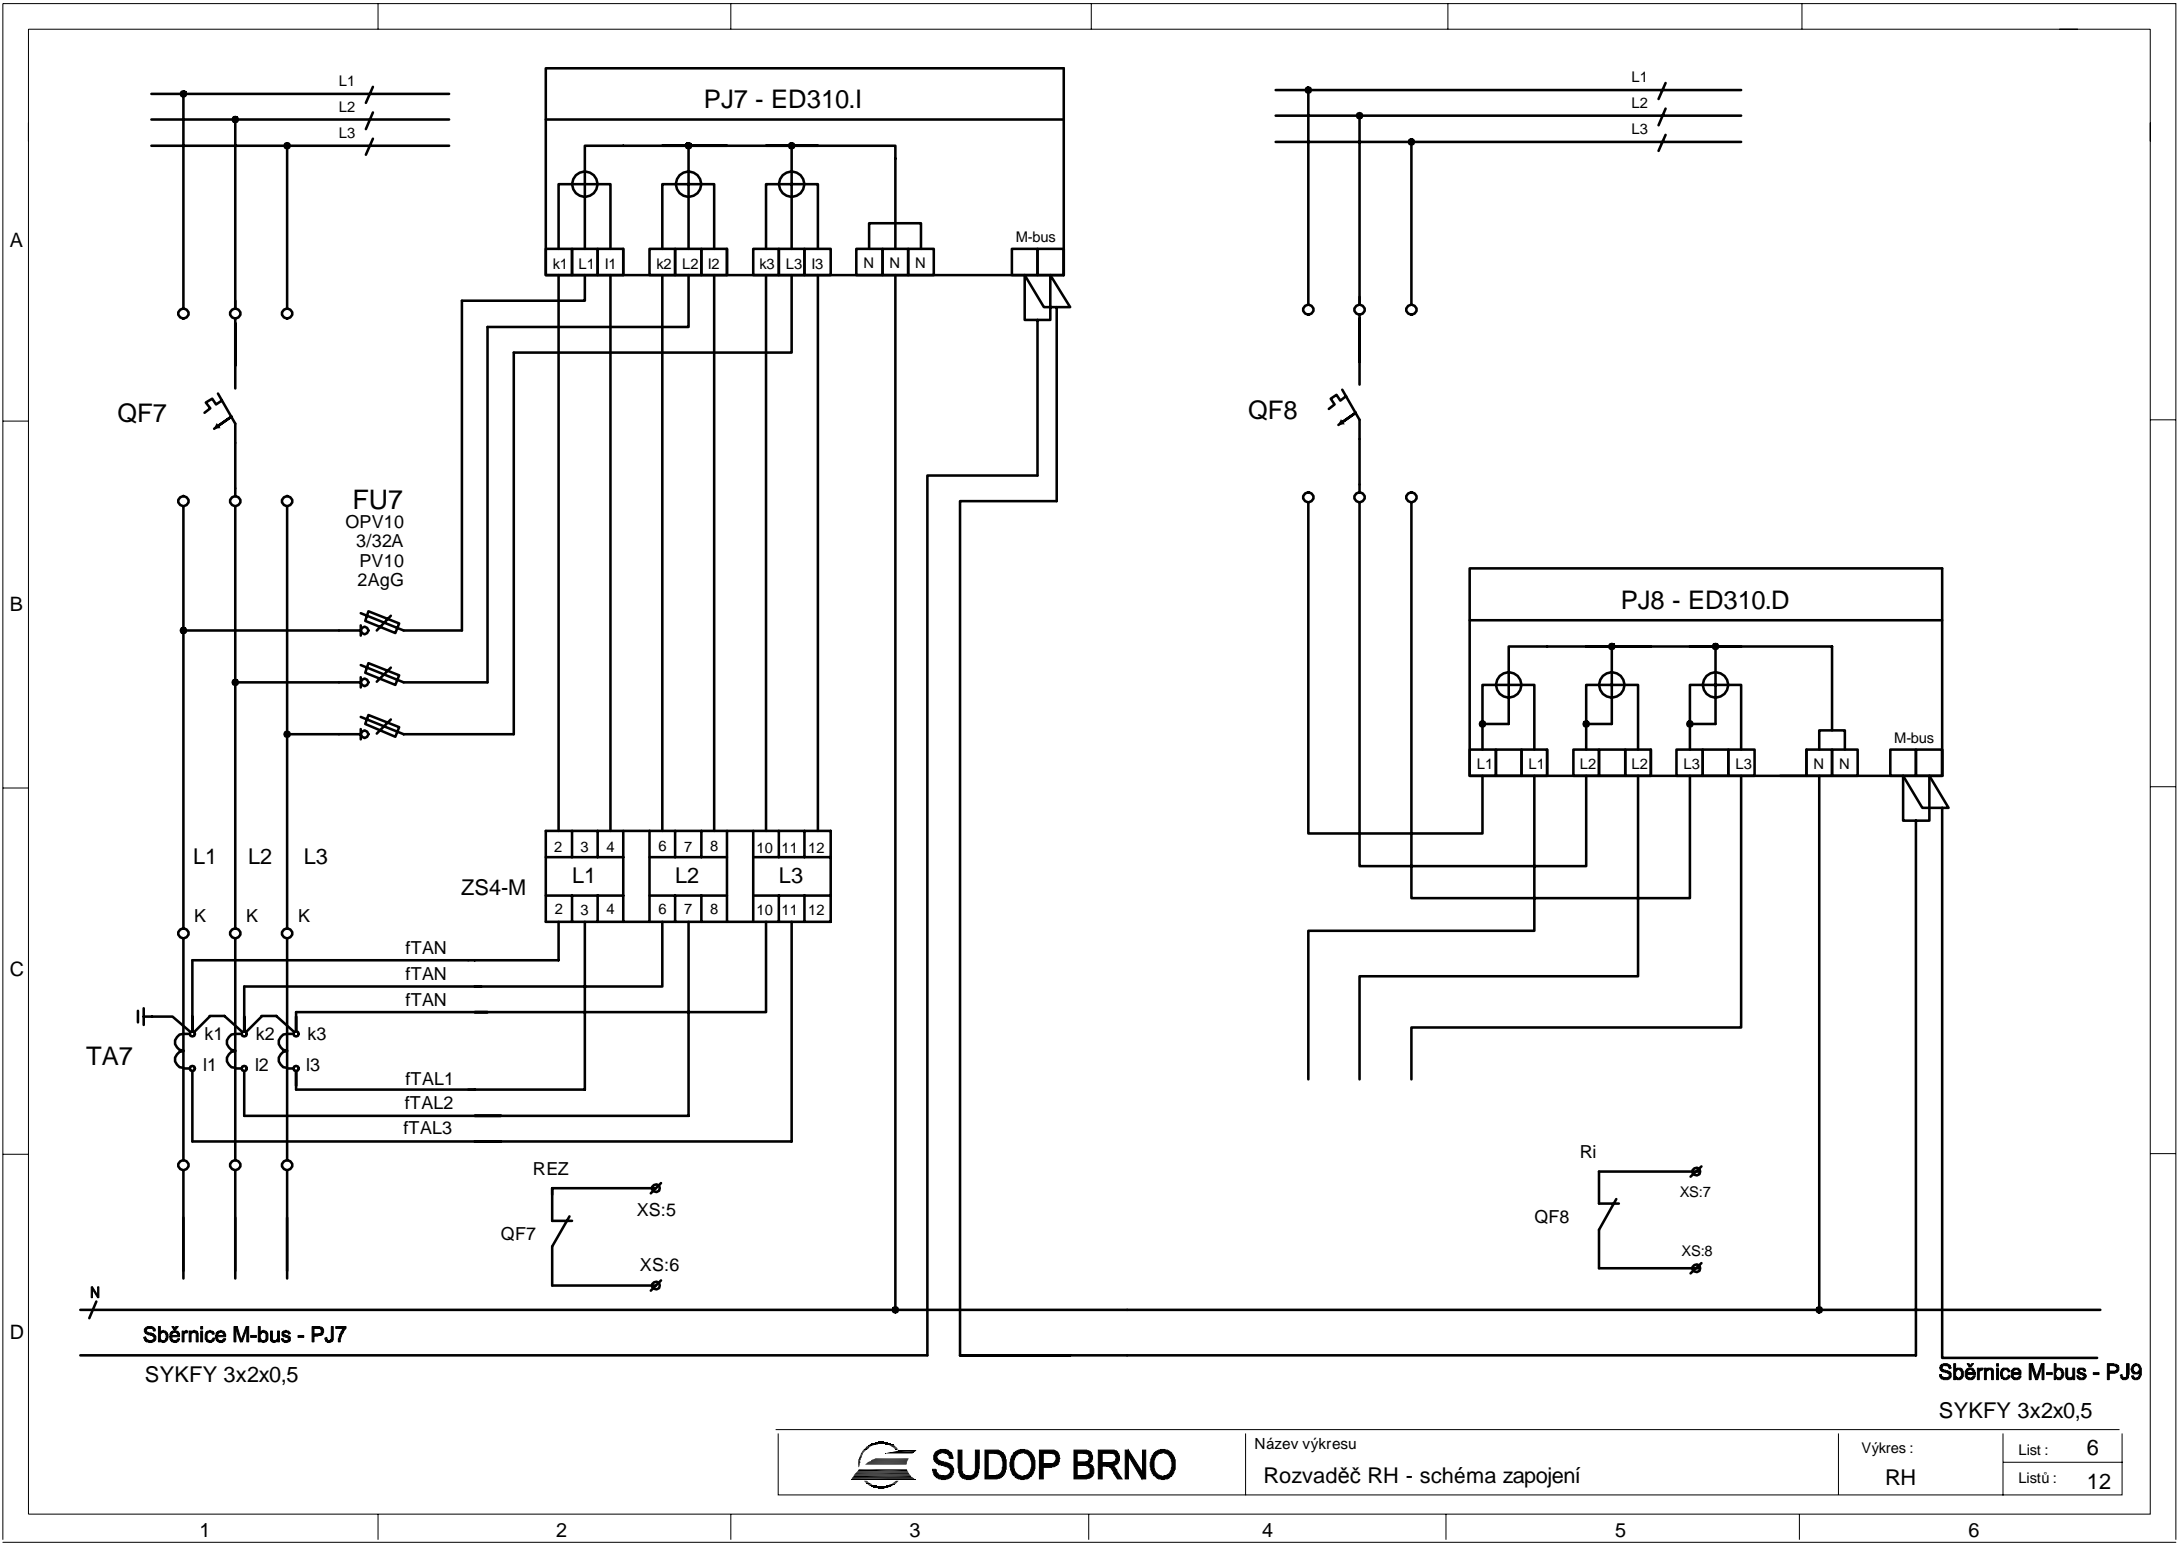 L1
L2
L3
PJ7 - ED310.I
L1
L2
L3
A
M-bus
k1 L1 l1 k2 L2 l2 k3 L3 l3 N N N
QF7
QF8
FU7
OPV10
3/32A
PV10
2AgG
B
PJ8 - ED310.D
M-bus
L1 L1 L2 L2 L3 L3 N N
L1 L2 L3
2 3 4 6 7 8 10 11 12
ZS4-M L1 L2 L3
2 3 4 6 7 8 10 11 12
K K K
fTAN
C
fTAN
fTAN
k1 k2 k3
TA7
l1 l2 l3
fTAL1
fTAL2
fTAL3
REZ
XS:5
QF7
XS:6
Ri
XS:7
QF8
XS:8
N
D
Sběrnice M-bus - PJ7
SYKFY 3x2x0,5
Sběrnice M-bus - PJ9
SYKFY 3x2x0,5
SUDOP BRNO
Název výkresu
Rozvaděč RH - schéma zapojení
Výkres :
RH
List : 6
Listů : 12
1 2 3 4 5 6